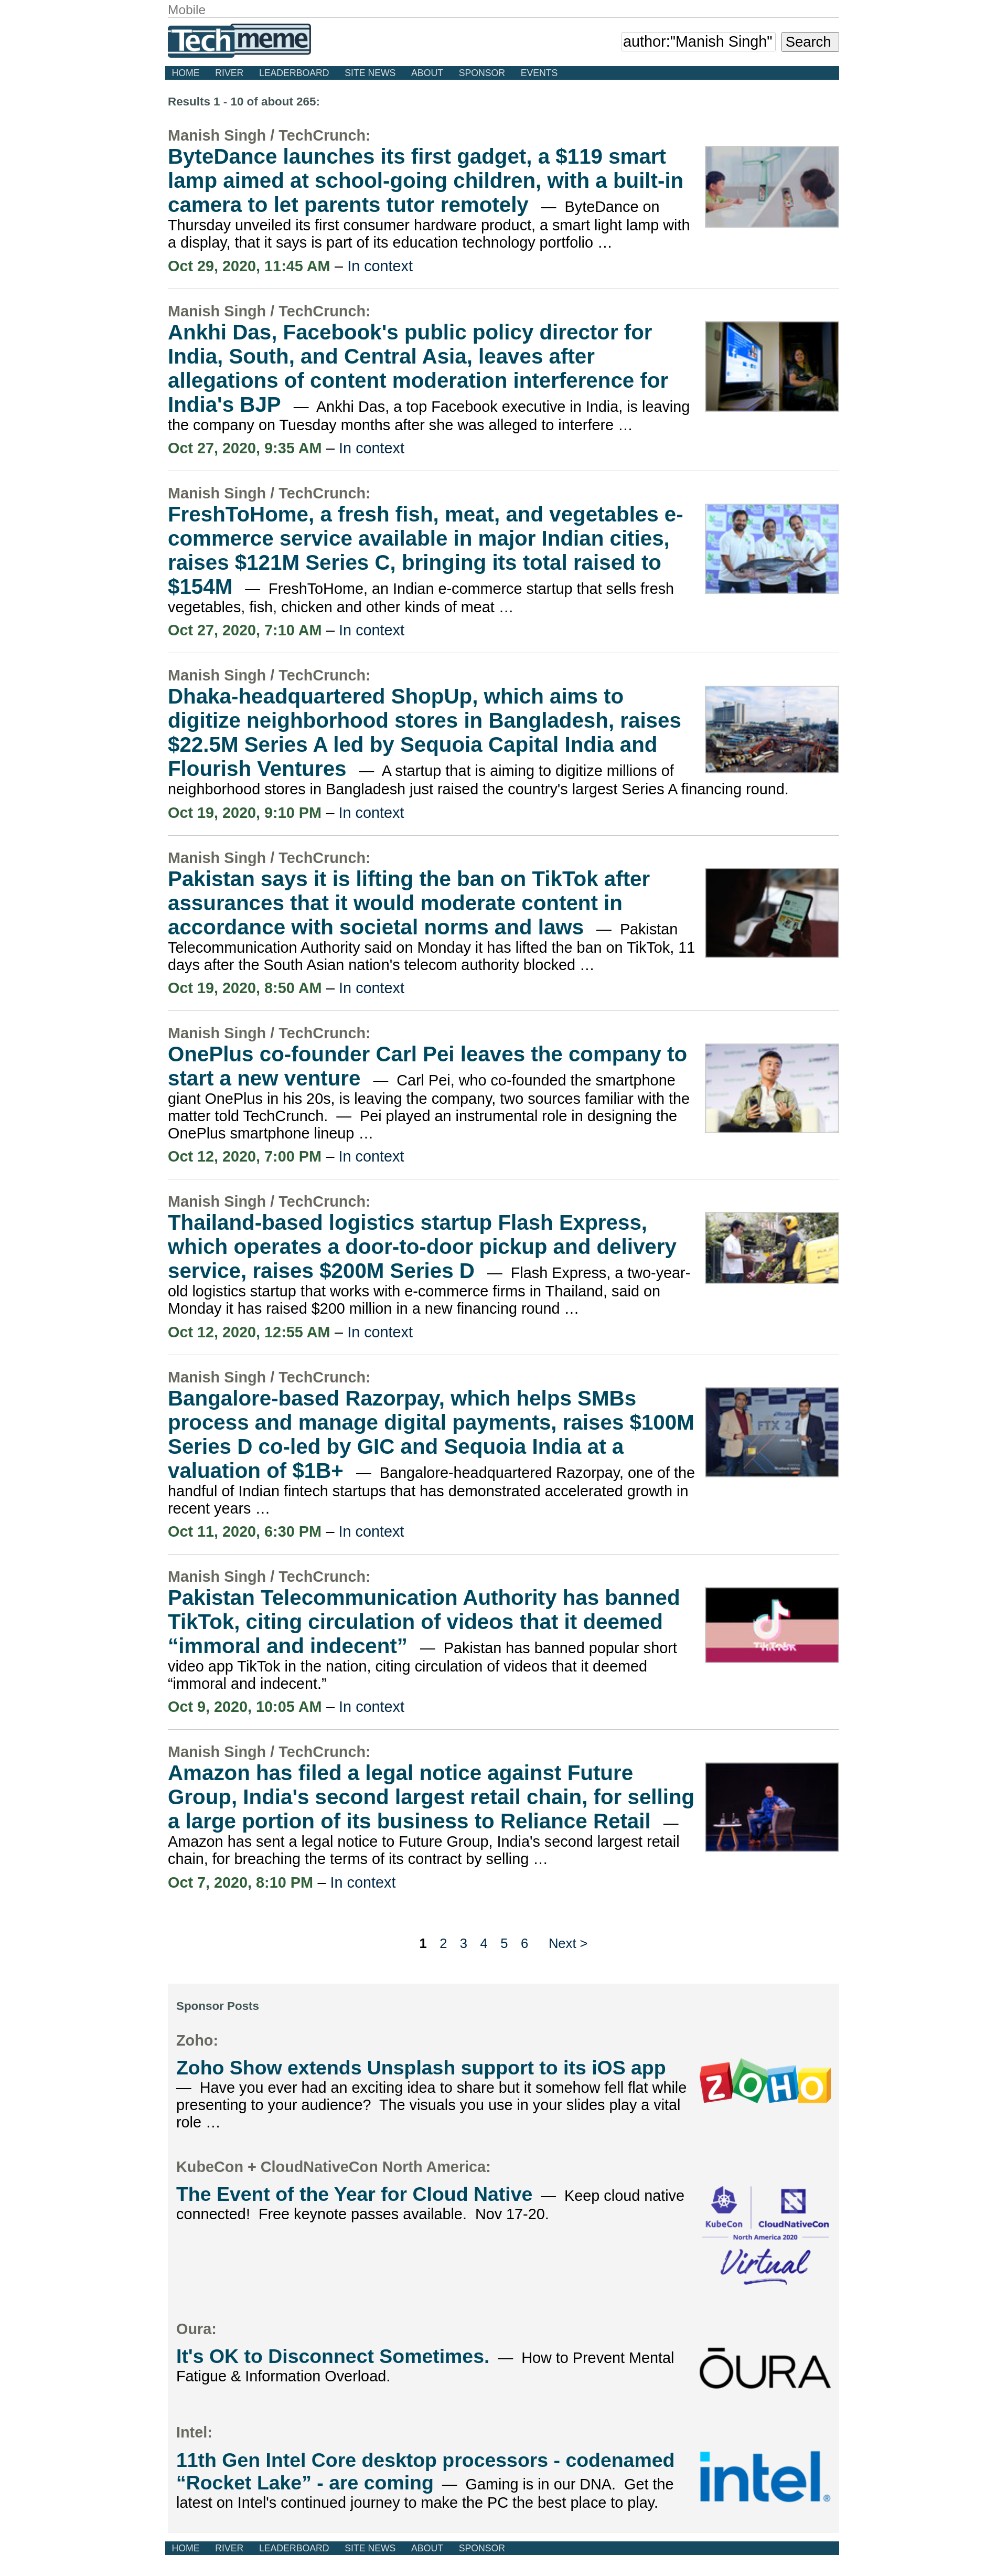 Mobile
Techmeme
author:"Manish Singh"
Search
HOME RIVER LEADERBOARD SITE NEWS ABOUT SPONSOR EVENTS
Results 1 - 10 of about 265:
Manish Singh / TechCrunch:
ByteDance launches its first gadget, a $119 smart
lamp aimed at school-going children, with a built-in
camera to let parents tutor remotely — ByteDance on
Thursday unveiled its first consumer hardware product, a smart light lamp with
a display, that it says is part of its education technology portfolio …
Oct 29, 2020, 11:45 AM – In context
Manish Singh / TechCrunch:
Ankhi Das, Facebook's public policy director for
India, South, and Central Asia, leaves after
allegations of content moderation interference for
India's BJP — Ankhi Das, a top Facebook executive in India, is leaving
the company on Tuesday months after she was alleged to interfere …
Oct 27, 2020, 9:35 AM – In context
Manish Singh / TechCrunch:
FreshToHome, a fresh fish, meat, and vegetables e-
commerce service available in major Indian cities,
raises $121M Series C, bringing its total raised to
$154M — FreshToHome, an Indian e-commerce startup that sells fresh
vegetables, fish, chicken and other kinds of meat …
Oct 27, 2020, 7:10 AM – In context
Manish Singh / TechCrunch:
Dhaka-headquartered ShopUp, which aims to
digitize neighborhood stores in Bangladesh, raises
$22.5M Series A led by Sequoia Capital India and
Flourish Ventures — A startup that is aiming to digitize millions of
neighborhood stores in Bangladesh just raised the country's largest Series A financing round.
Oct 19, 2020, 9:10 PM – In context
Manish Singh / TechCrunch:
Pakistan says it is lifting the ban on TikTok after
assurances that it would moderate content in
accordance with societal norms and laws — Pakistan
Telecommunication Authority said on Monday it has lifted the ban on TikTok, 11
days after the South Asian nation's telecom authority blocked …
Oct 19, 2020, 8:50 AM – In context
Manish Singh / TechCrunch:
OnePlus co-founder Carl Pei leaves the company to
start a new venture — Carl Pei, who co-founded the smartphone
giant OnePlus in his 20s, is leaving the company, two sources familiar with the
matter told TechCrunch. — Pei played an instrumental role in designing the
OnePlus smartphone lineup …
Oct 12, 2020, 7:00 PM – In context
Manish Singh / TechCrunch:
Thailand-based logistics startup Flash Express,
which operates a door-to-door pickup and delivery
service, raises $200M Series D — Flash Express, a two-year-
old logistics startup that works with e-commerce firms in Thailand, said on
Monday it has raised $200 million in a new financing round …
Oct 12, 2020, 12:55 AM – In context
Manish Singh / TechCrunch:
Bangalore-based Razorpay, which helps SMBs
process and manage digital payments, raises $100M
Series D co-led by GIC and Sequoia India at a
valuation of $1B+ — Bangalore-headquartered Razorpay, one of the
handful of Indian fintech startups that has demonstrated accelerated growth in
recent years …
FTX 2
Oct 11, 2020, 6:30 PM – In context
Manish Singh / TechCrunch:
Pakistan Telecommunication Authority has banned
TikTok, citing circulation of videos that it deemed
“immoral and indecent” — Pakistan has banned popular short
video app TikTok in the nation, citing circulation of videos that it deemed
“immoral and indecent.”
TikTok
Oct 9, 2020, 10:05 AM – In context
Manish Singh / TechCrunch:
Amazon has filed a legal notice against Future
Group, India's second largest retail chain, for selling
a large portion of its business to Reliance Retail —
Amazon has sent a legal notice to Future Group, India's second largest retail
chain, for breaching the terms of its contract by selling …
Oct 7, 2020, 8:10 PM – In context
1 2 3 4 5 6 Next >
Sponsor Posts
Zoho:
Zoho Show extends Unsplash support to its iOS app
— Have you ever had an exciting idea to share but it somehow fell flat while
presenting to your audience? The visuals you use in your slides play a vital
role …
ZOHO
KubeCon + CloudNativeCon North America:
The Event of the Year for Cloud Native — Keep cloud native
connected! Free keynote passes available. Nov 17-20.
KubeCon CloudNativeCon
North America 2020
Virtual
Oura:
It's OK to Disconnect Sometimes. — How to Prevent Mental
Fatigue & Information Overload.
ŌURA
Intel:
11th Gen Intel Core desktop processors - codenamed
“Rocket Lake” - are coming — Gaming is in our DNA. Get the
latest on Intel's continued journey to make the PC the best place to play.
intel®
HOME RIVER LEADERBOARD SITE NEWS ABOUT SPONSOR